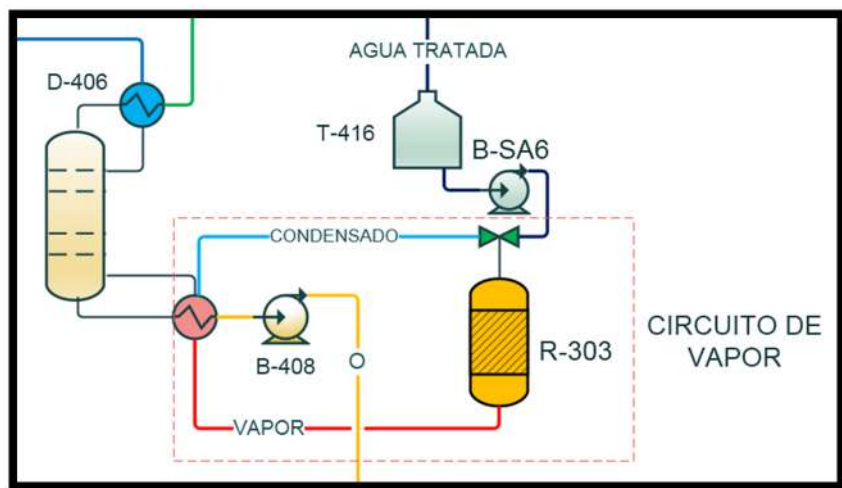 AGUA TRATADA
D-406
T-416
B-SA6
CONDENSADO
B-408
O
R-303
CIRCUITO DE
VAPOR
VAPOR